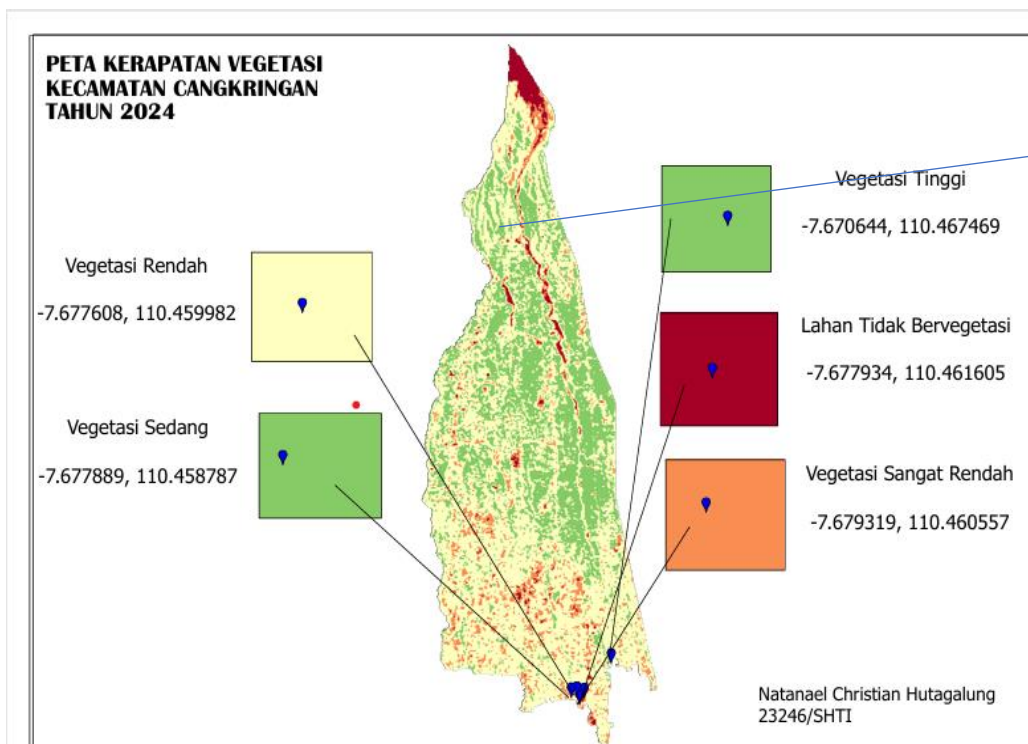 PETA KERAPATAN VEGETASI
KECAMATAN CANGKRINGAN
TAHUN 2024
Vegetasi Tinggi
-7.670644, 110.467469
Vegetasi Rendah
-7.677608, 110.459982
Lahan Tidak Bervegetasi
-7.677934, 110.461605
Vegetasi Sedang
-7.677889, 110.458787
Vegetasi Sangat Rendah
-7.679319, 110.460557
Natanael Christian Hutagalung
23246/SHTI